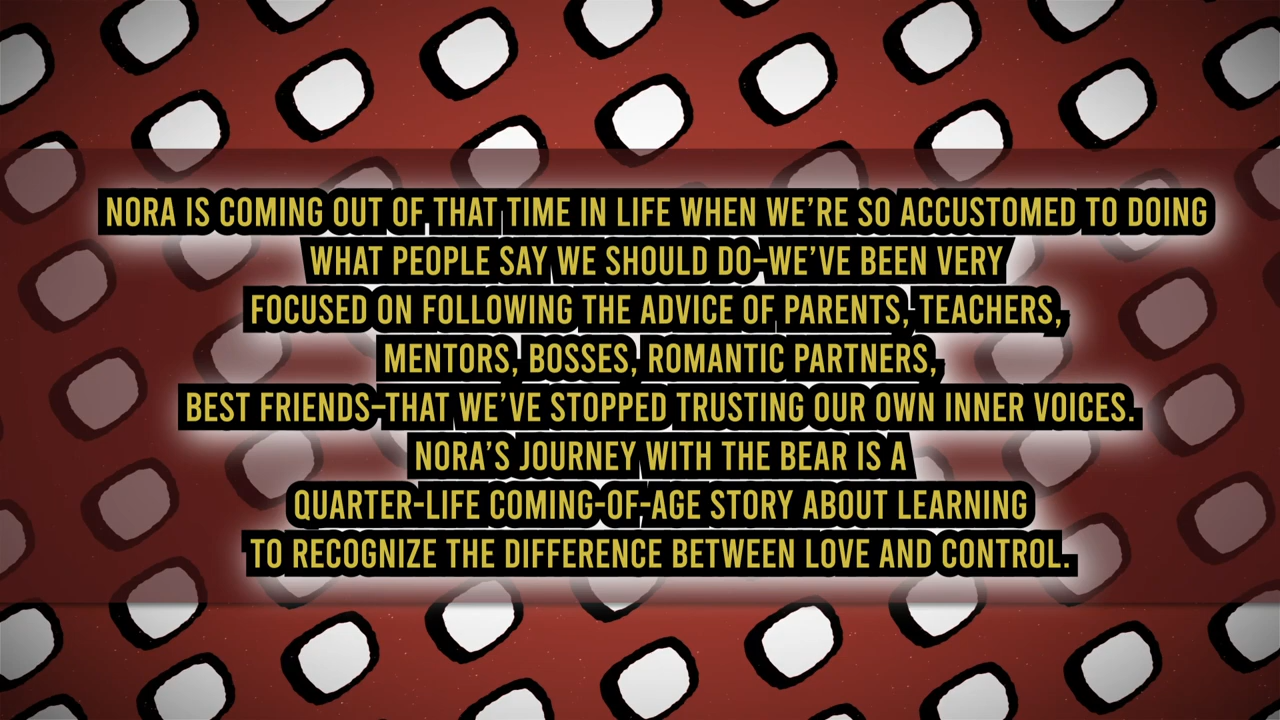 NORA IS COMING OUT OF THAT TIME IN LIFE WHEN WE'RE SO ACCUSTOMED TO DOING
WHAT PEOPLE SAY WE SHOULD DO–WE'VE BEEN VERY
FOCUSED ON FOLLOWING THE ADVICE OF PARENTS, TEACHERS,
MENTORS, BOSSES, ROMANTIC PARTNERS,
BEST FRIENDS–THAT WE'VE STOPPED TRUSTING OUR OWN INNER VOICES.
NORA'S JOURNEY WITH THE BEAR IS A
QUARTER-LIFE COMING-OF-AGE STORY ABOUT LEARNING
TO RECOGNIZE THE DIFFERENCE BETWEEN LOVE AND CONTROL.